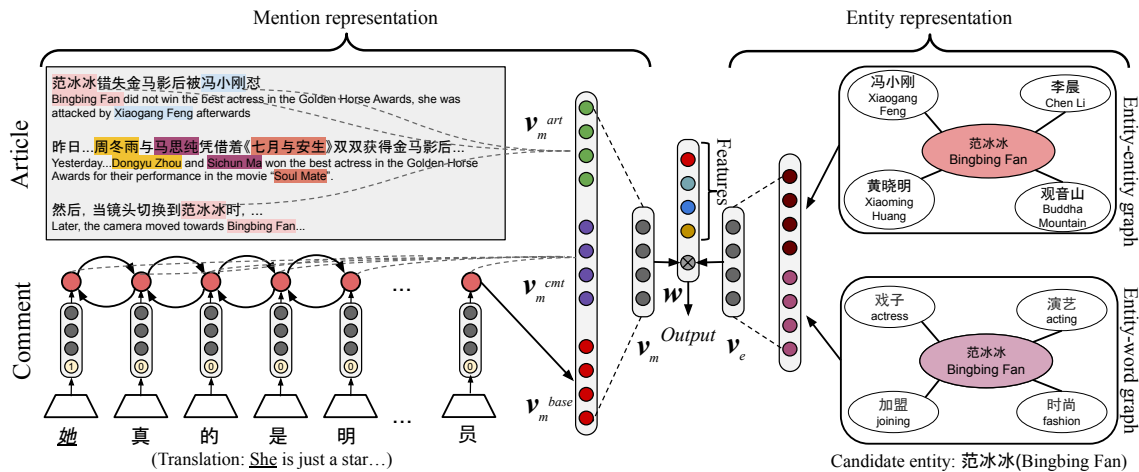 Mention representation
Entity representation
Article
范冰冰错失金马影后被冯小刚怼
Bingbing Fan did not win the best actress in the Golden Horse Awards, she was
attacked by Xiaogang Feng afterwards
昨日...周冬雨与马思纯凭借着《七月与安生》双双获得金马影后...
Yesterday...Dongyu Zhou and Sichun Ma won the best actress in the Golden Horse
Awards for their performance in the movie “Soul Mate”.
然后, 当镜头切换到范冰冰时, ...
Later, the camera moved towards Bingbing Fan...
Comment
...
1
0
0
0
0
0
...
她
真
的
是
明
...
员
(Translation: She is just a star…)
v_m^art
v_m^cmt
v_m^base
v_m
Features
w
Output
v_e
冯小刚
Xiaogang
Feng
李晨
Chen Li
范冰冰
Bingbing Fan
黄晓明
Xiaoming
Huang
观音山
Buddha
Mountain
Entity-entity graph
戏子
actress
演艺
acting
范冰冰
Bingbing Fan
加盟
joining
时尚
fashion
Entity-word graph
Candidate entity: 范冰冰(Bingbing Fan)